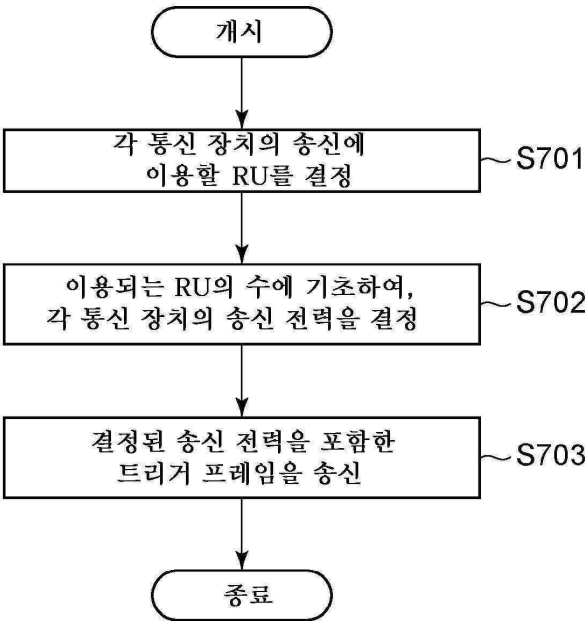 개시
각 통신 장치의 송신에
이용할 RU를 결정
S701
이용되는 RU의 수에 기초하여,
각 통신 장치의 송신 전력을 결정
S702
결정된 송신 전력을 포함한
트리거 프레임을 송신
S703
종료